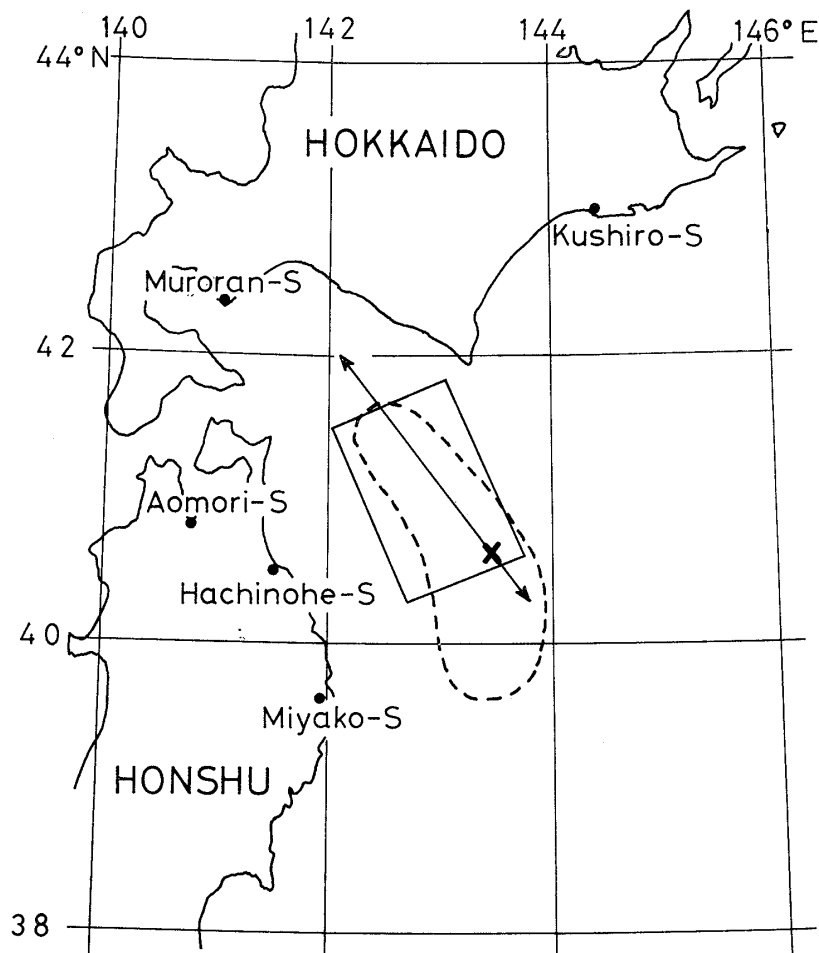 140 142 144 146°E
44°N
HOKKAIDO
Kushiro-S
Muroran-S
42
Aomori-S
Hachinohe-S
40
Miyako-S
HONSHU
38